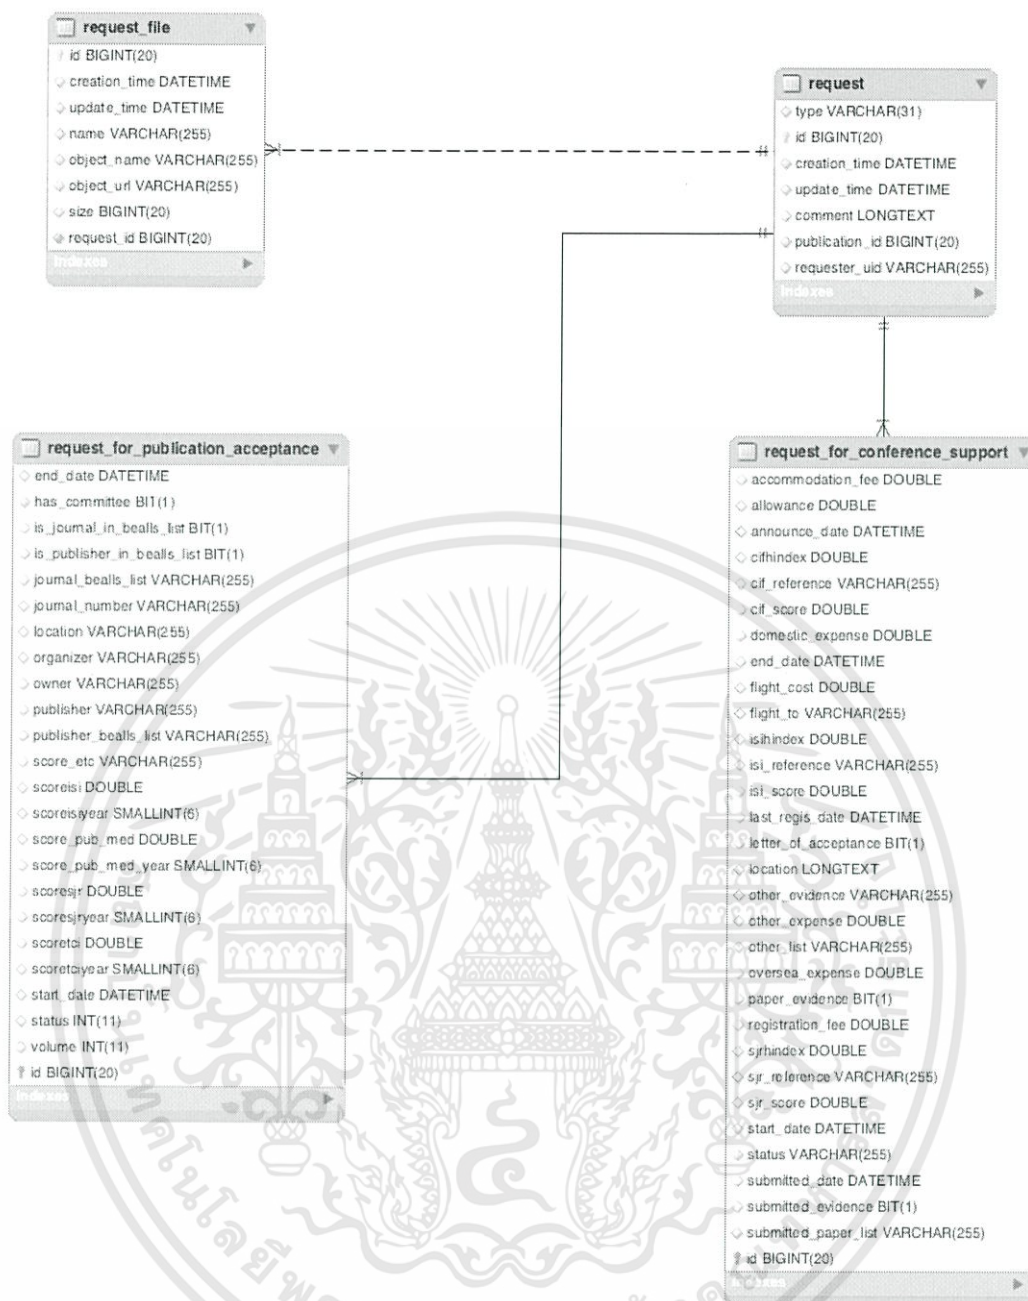 request_file
id BIGINT(20)
creation_time DATETIME
update_time DATETIME
name VARCHAR(255)
object_name VARCHAR(255)
object_url VARCHAR(255)
size BIGINT(20)
request_id BIGINT(20)
Indexes
request
type VARCHAR(31)
id BIGINT(20)
creation_time DATETIME
update_time DATETIME
comment LONGTEXT
publication_id BIGINT(20)
requester_uid VARCHAR(255)
Indexes
request_for_publication_acceptance
end_date DATETIME
has_committee BIT(1)
is_journal_in_bealls_list BIT(1)
is_publisher_in_bealls_list BIT(1)
journal_bealls_list VARCHAR(255)
journal_number VARCHAR(255)
location VARCHAR(255)
organizer VARCHAR(255)
owner VARCHAR(255)
publisher VARCHAR(255)
publisher_bealls_list VARCHAR(255)
score_etc VARCHAR(255)
scoreisi DOUBLE
scoreisiyear SMALLINT(6)
score_pub_med DOUBLE
score_pub_med_year SMALLINT(6)
scoresjr DOUBLE
scoresjryear SMALLINT(6)
scoretci DOUBLE
scoretciyear SMALLINT(6)
start_date DATETIME
status INT(11)
volume INT(11)
id BIGINT(20)
Indexes
request_for_conference_support
accommodation_fee DOUBLE
allowance DOUBLE
announce_date DATETIME
cifhindex DOUBLE
cif_reference VARCHAR(255)
cif_score DOUBLE
domestic_expense DOUBLE
end_date DATETIME
flight_cost DOUBLE
flight_to VARCHAR(255)
isihindex DOUBLE
isi_reference VARCHAR(255)
isi_score DOUBLE
last_regis_date DATETIME
letter_of_acceptance BIT(1)
location LONGTEXT
other_evidence VARCHAR(255)
other_expense DOUBLE
other_list VARCHAR(255)
oversea_expense DOUBLE
paper_evidence BIT(1)
registration_fee DOUBLE
sjrhindex DOUBLE
sjr_reference VARCHAR(255)
sjr_score DOUBLE
start_date DATETIME
status VARCHAR(255)
submitted_date DATETIME
submitted_evidence BIT(1)
submitted_paper_list VARCHAR(255)
id BIGINT(20)
Indexes